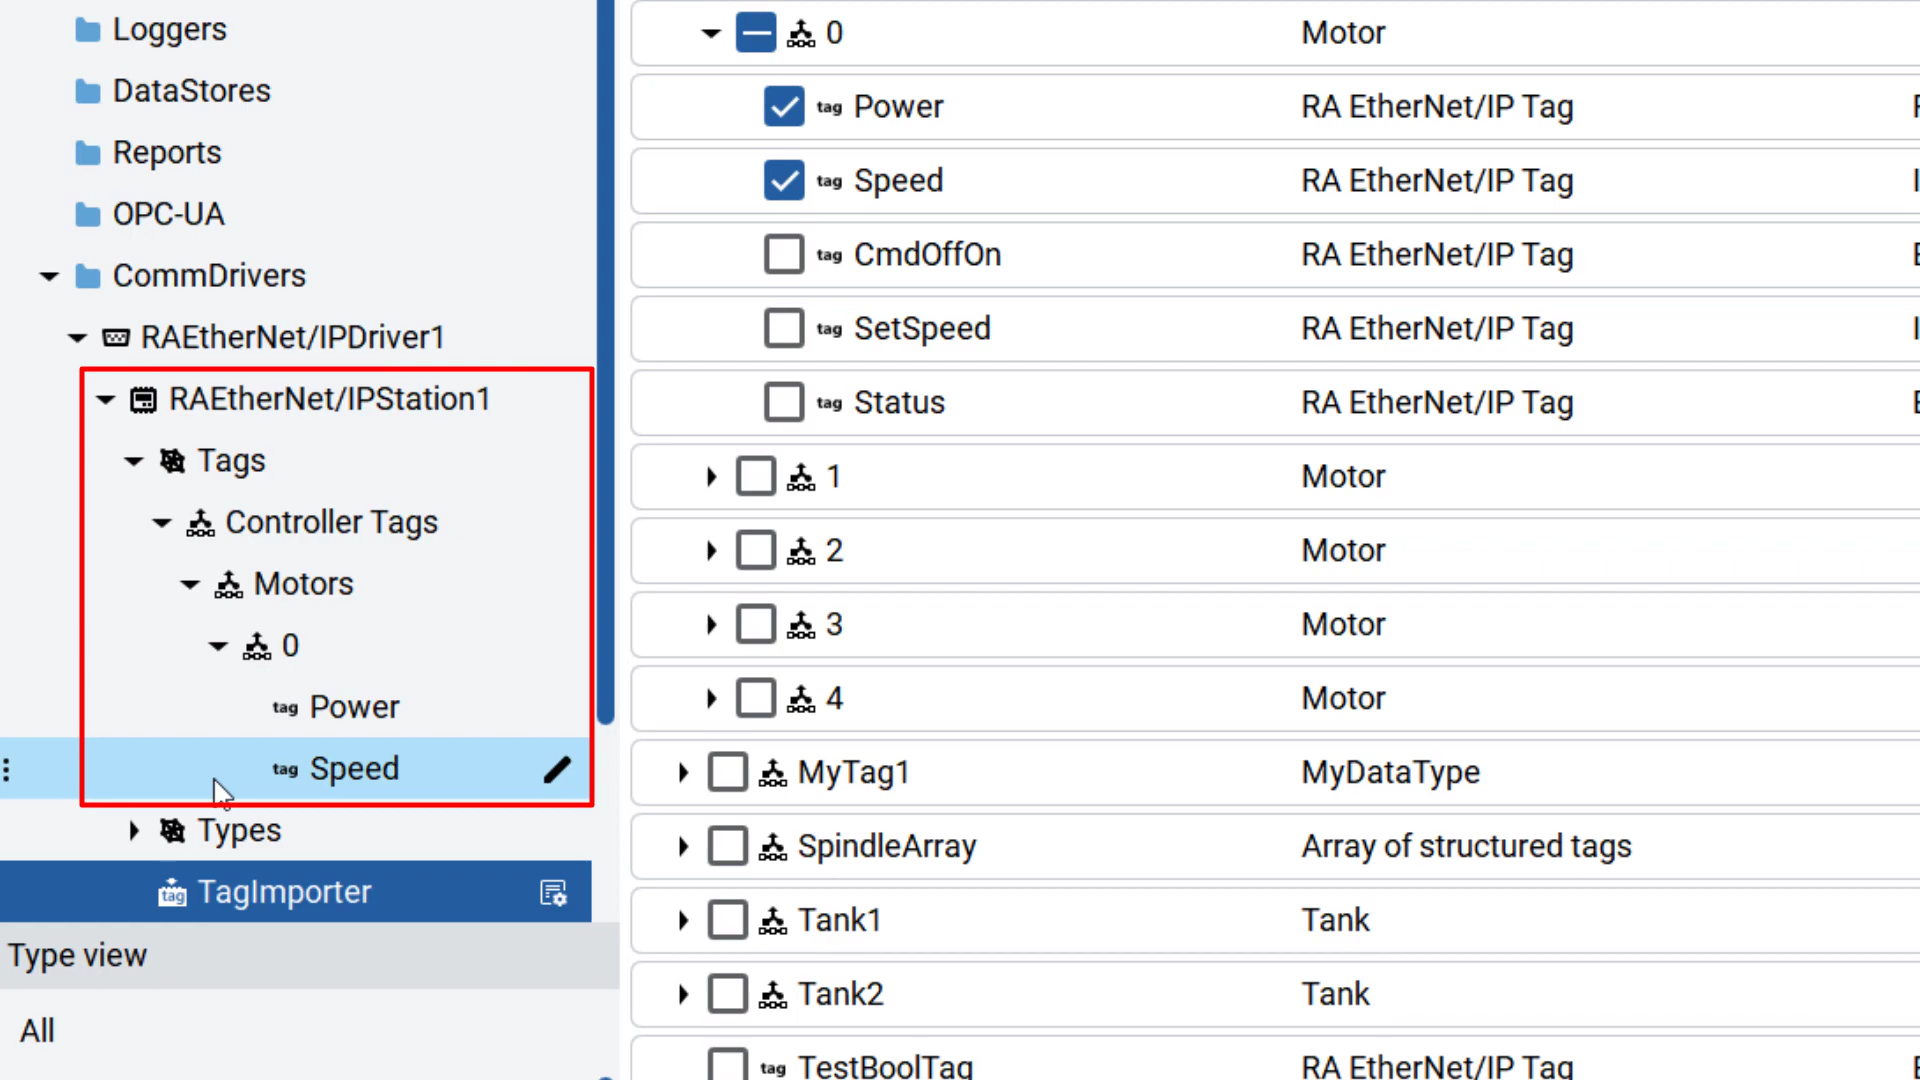 Loggers
DataStores
Reports
OPC-UA
CommDrivers
RAEtherNet/IPDriver1
RAEtherNet/IPStation1
Tags
Controller Tags
Motors
0
tag Power
tag Speed
Types
tag TagImporter
Type view
All
0 Motor
tag Power RA EtherNet/IP Tag
tag Speed RA EtherNet/IP Tag
tag CmdOffOn RA EtherNet/IP Tag
tag SetSpeed RA EtherNet/IP Tag
tag Status RA EtherNet/IP Tag
1 Motor
2 Motor
3 Motor
4 Motor
MyTag1 MyDataType
SpindleArray Array of structured tags
Tank1 Tank
Tank2 Tank
tag TestBoolTag RA EtherNet/IP Tag